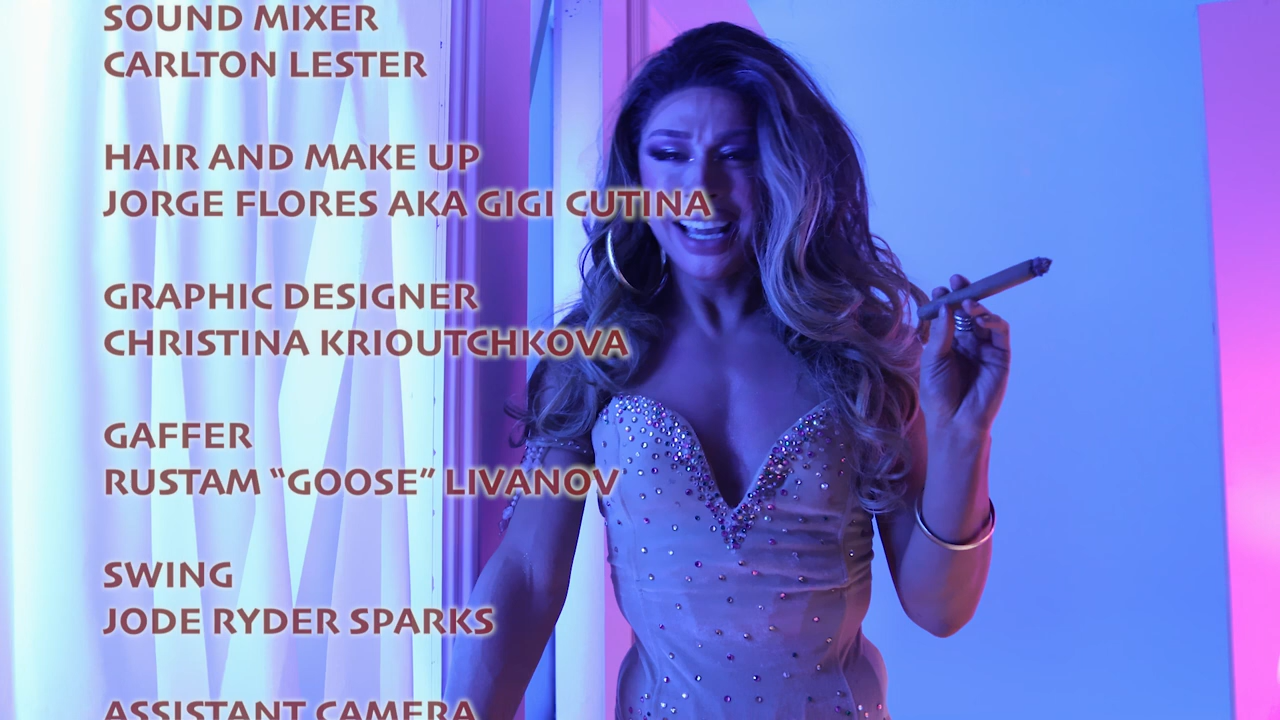 SOUND MIXER
CARLTON LESTER
HAIR AND MAKE UP
JORGE FLORES AKA GIGI CUTINA
GRAPHIC DESIGNER
CHRISTINA KRIOUTCHKOVA
GAFFER
RUSTAM “GOOSE” LIVANOV
SWING
JODE RYDER SPARKS
ASSISTANT CAMERA